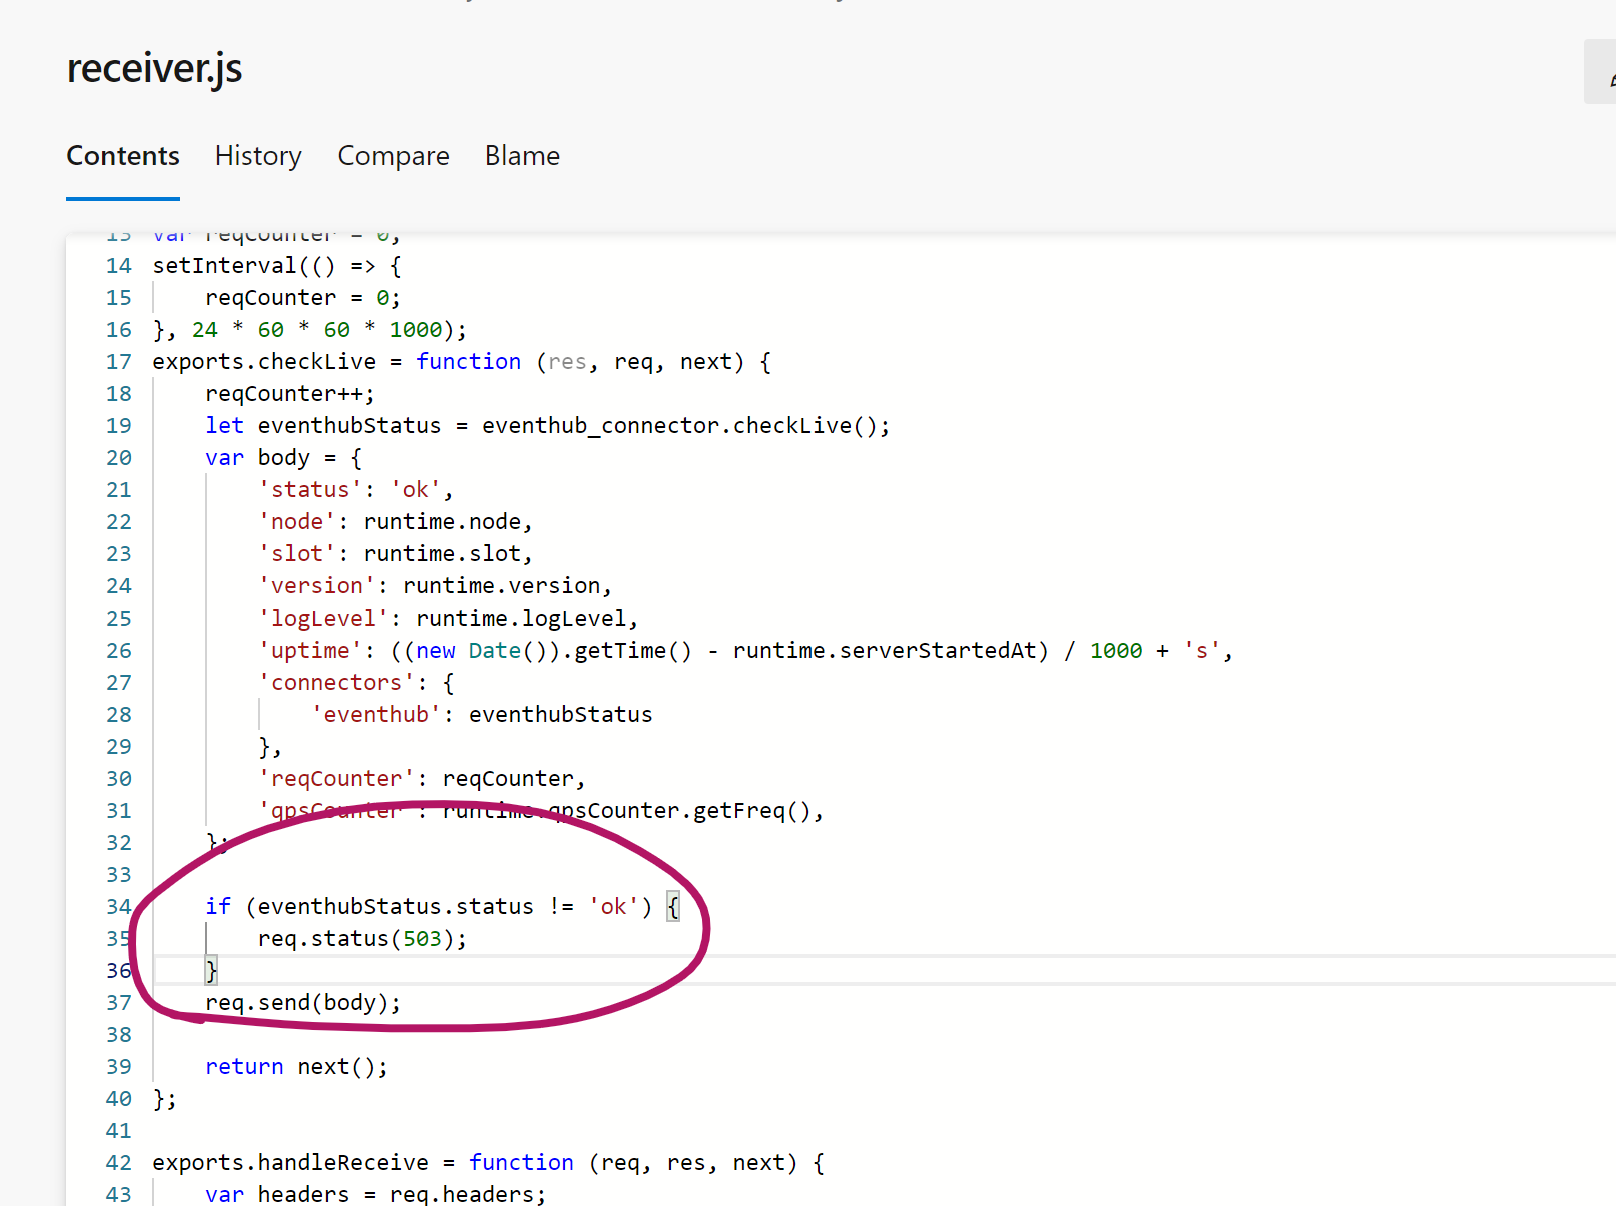 receiver.js
Contents History Compare Blame
13 var reqCounter = 0;
14 setInterval(() => {
15 reqCounter = 0;
16 }, 24 * 60 * 60 * 1000);
17 exports.checkLive = function (res, req, next) {
18 reqCounter++;
19 let eventhubStatus = eventhub_connector.checkLive();
20 var body = {
21 'status': 'ok',
22 'node': runtime.node,
23 'slot': runtime.slot,
24 'version': runtime.version,
25 'logLevel': runtime.logLevel,
26 'uptime': ((new Date()).getTime() - runtime.serverStartedAt) / 1000 + 's',
27 'connectors': {
28 'eventhub': eventhubStatus
29 },
30 'reqCounter': reqCounter,
31 'qpsCounter': runtime.qpsCounter.getFreq(),
32 };
33
34 if (eventhubStatus.status != 'ok') {
35 req.status(503);
36 }
37 req.send(body);
38
39 return next();
40 };
41
42 exports.handleReceive = function (req, res, next) {
43 var headers = req.headers;